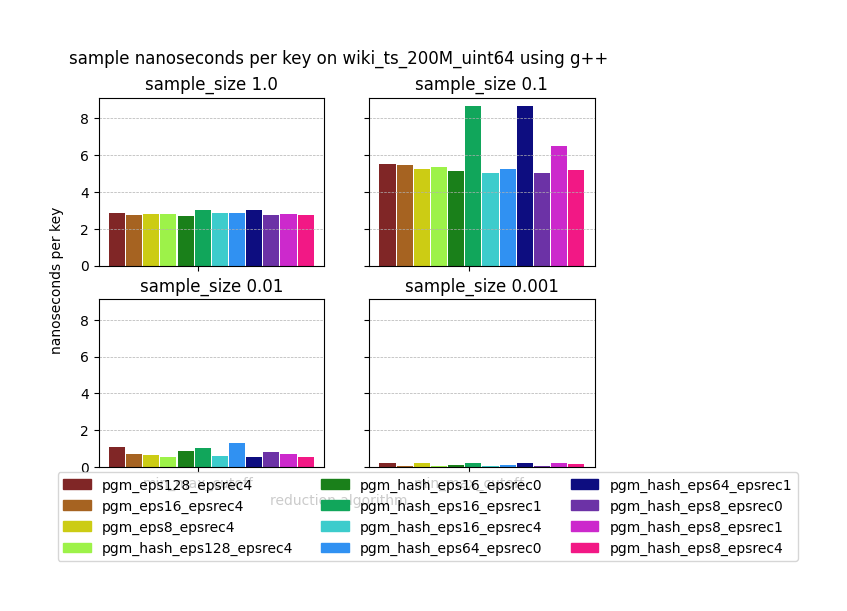 sample nanoseconds per key on wiki_ts_200M_uint64 using g++
sample_size 1.0
sample_size 0.1
8
6
4
2
0
sample_size 0.01
sample_size 0.001
8
6
4
2
0
nanoseconds per key
min_max_cutoff
min_max_cutoff
reduction algorithm
pgm_eps128_epsrec4
pgm_eps16_epsrec4
pgm_eps8_epsrec4
pgm_hash_eps128_epsrec4
pgm_hash_eps16_epsrec0
pgm_hash_eps16_epsrec1
pgm_hash_eps16_epsrec4
pgm_hash_eps64_epsrec0
pgm_hash_eps64_epsrec1
pgm_hash_eps8_epsrec0
pgm_hash_eps8_epsrec1
pgm_hash_eps8_epsrec4